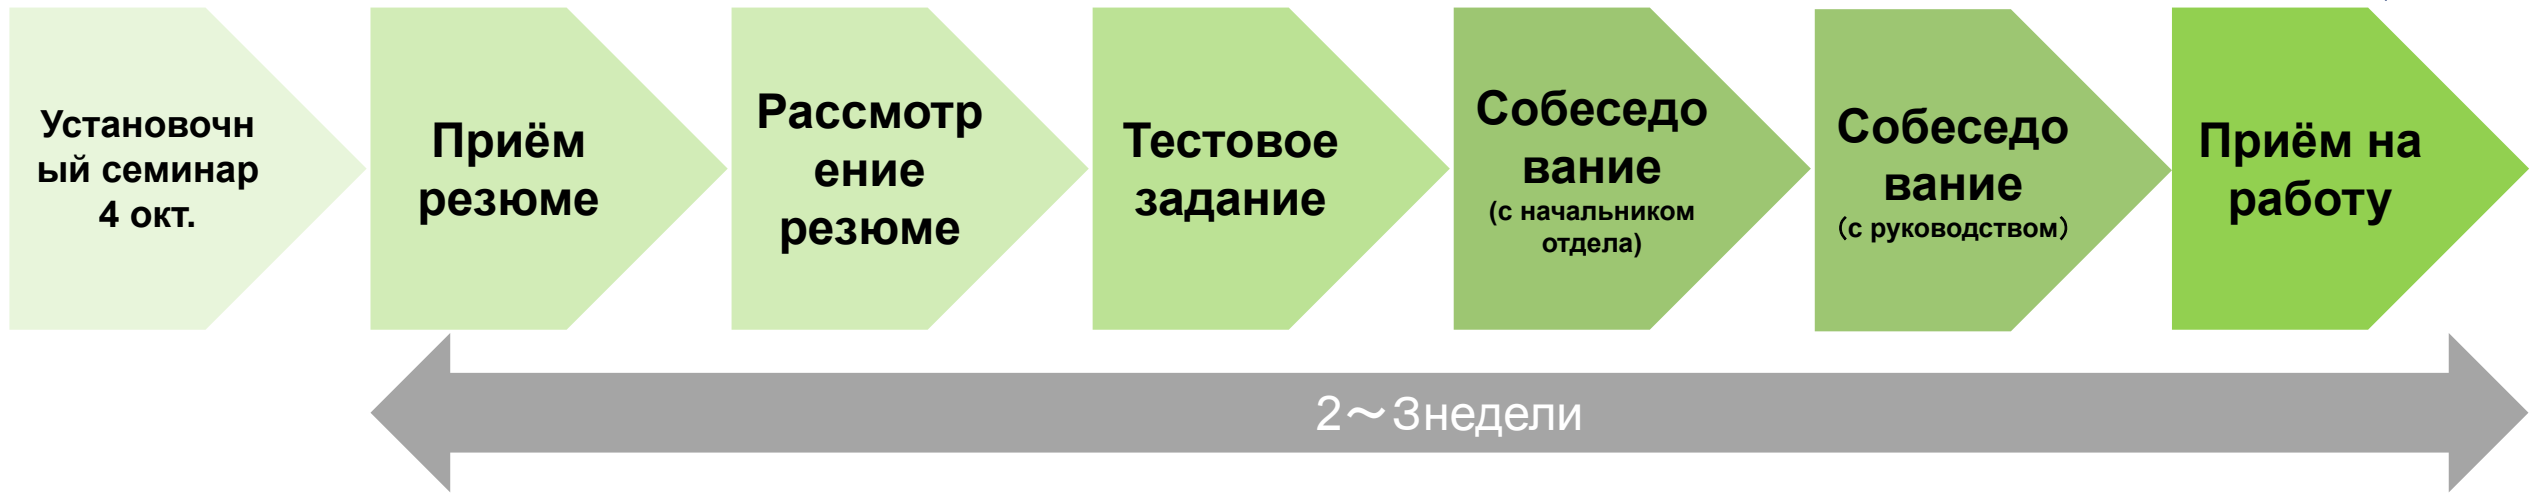 Установочн
ый семинар
4 окт.
Приём
резюме
Рассмотр
ение
резюме
Тестовое
задание
Собеседо
вание
(с начальником
отдела)
Собеседо
вание
（с руководством）
Приём на
работу
2～3недели